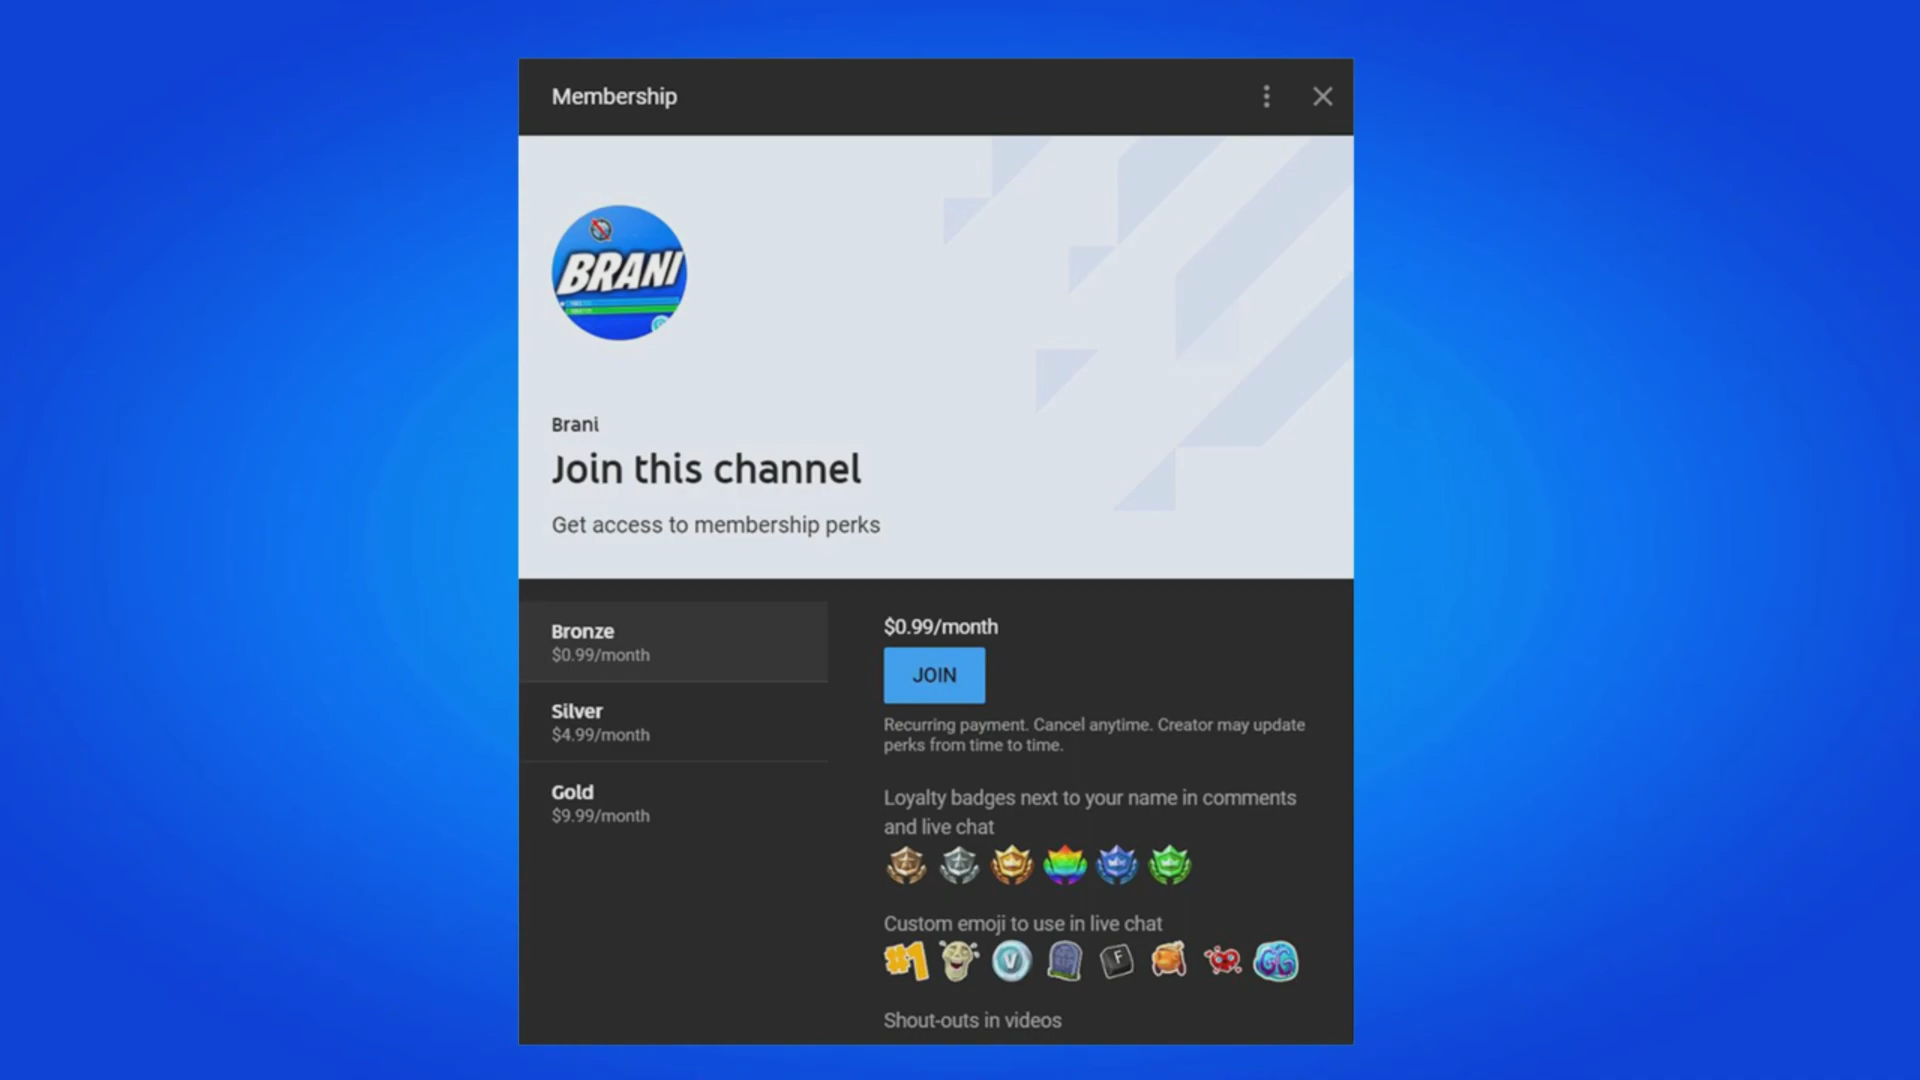 Membership
BRANI
Brani
Join this channel
Get access to membership perks
Bronze
$0.99/month
Silver
$4.99/month
Gold
$9.99/month
$0.99/month
JOIN
Recurring payment. Cancel anytime. Creator may update
perks from time to time.
Loyalty badges next to your name in comments
and live chat
Custom emoji to use in live chat
#1 V F GG
Shout-outs in videos